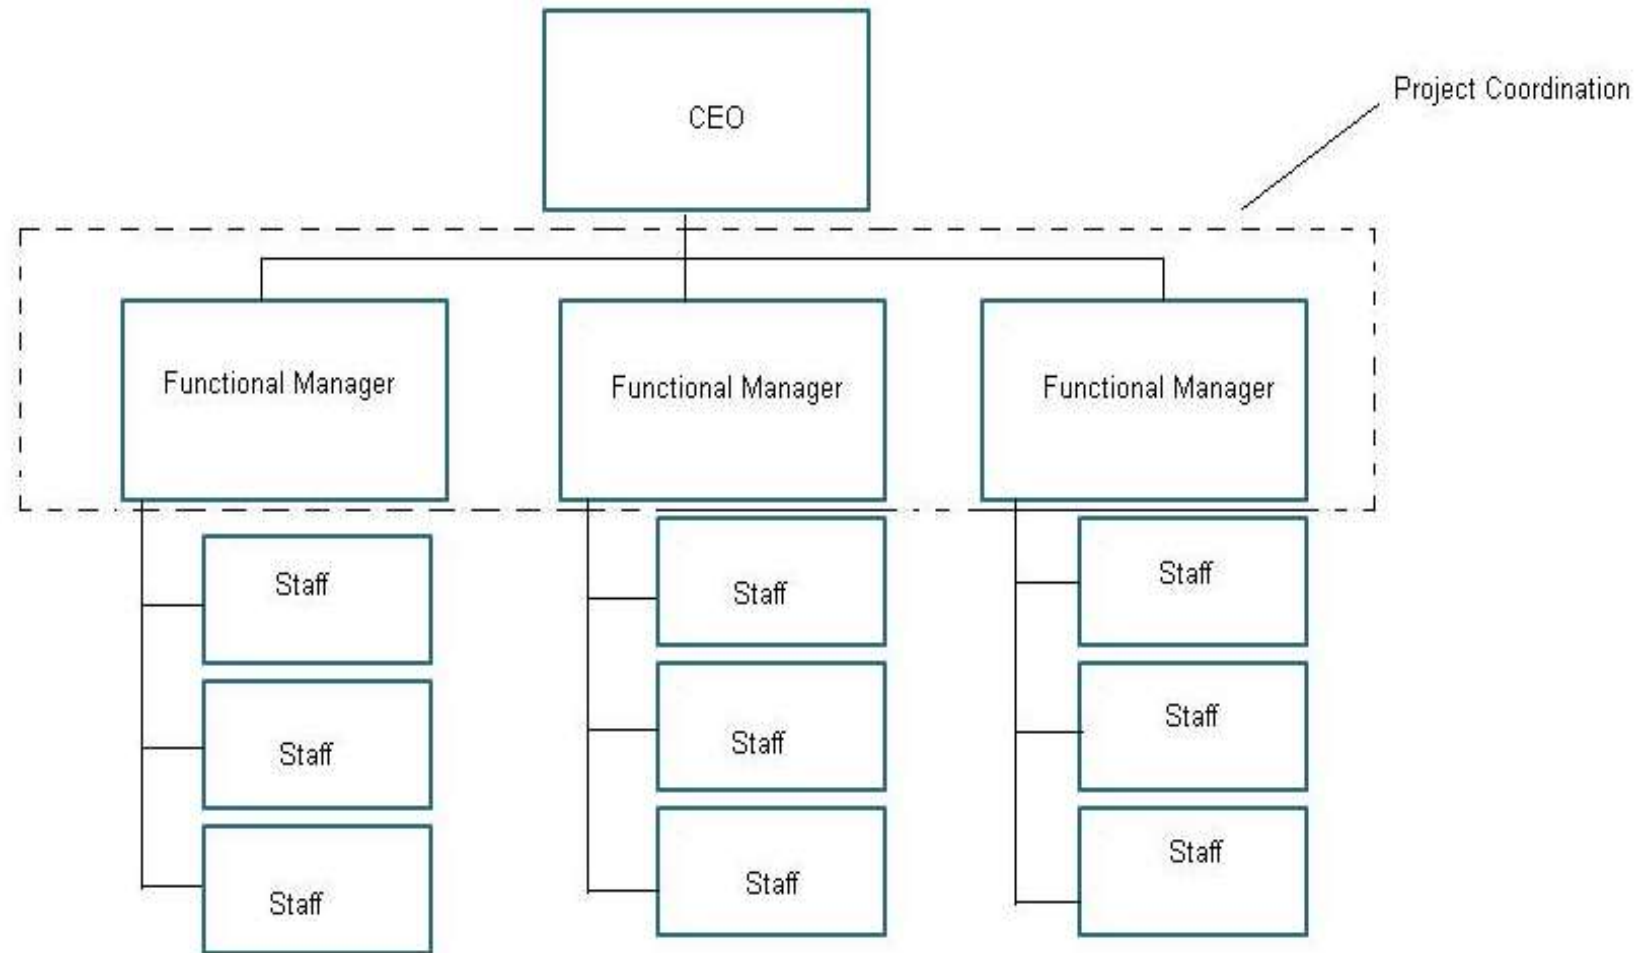 CEO
Project Coordination
Functional Manager
Functional Manager
Functional Manager
Staff
Staff
Staff
Staff
Staff
Staff
Staff
Staff
Staff